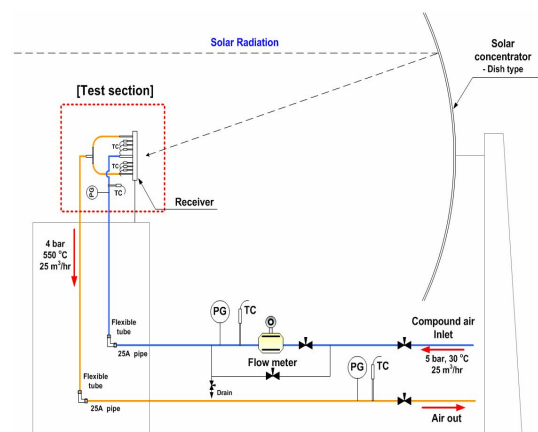 Solar Radiation
Solar
concentrator
- Dish type
[Test section]
TC
TC
PG
TC
Receiver
4 bar
550 °C
25 m³/hr
Flexible
tube
25A pipe
PG
TC
Flow meter
Compound air
Inlet
5 bar, 30 °C
25 m³/hr
Drain
PG
TC
Flexible
tube
25A pipe
Air out